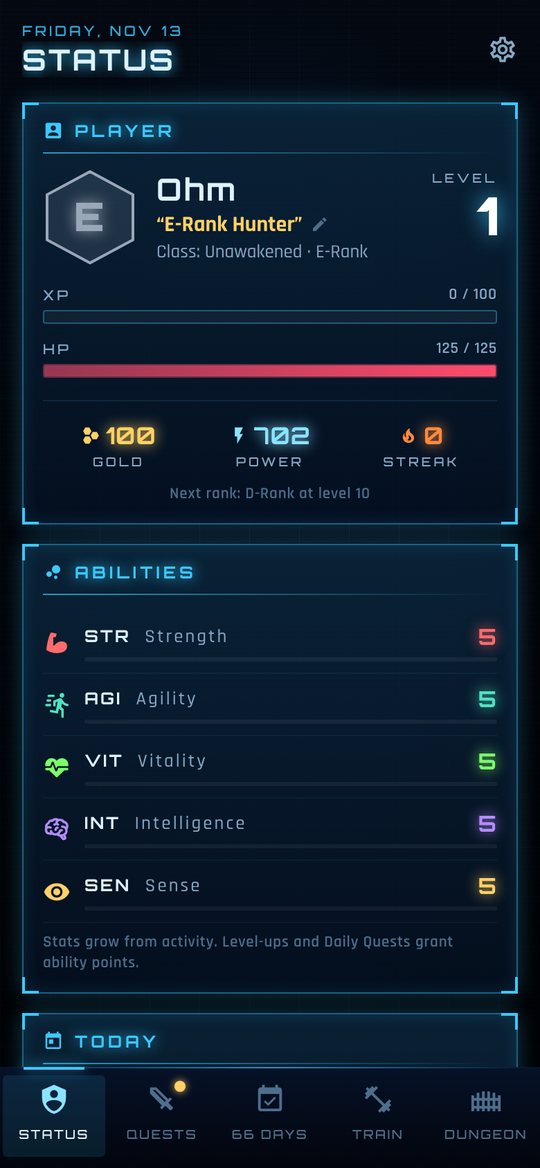 FRIDAY, NOV 13
STATUS
PLAYER
E
Ohm
“E-Rank Hunter”
Class: Unawakened · E-Rank
LEVEL
1
XP
0 / 100
HP
125 / 125
100
GOLD
702
POWER
0
STREAK
Next rank: D-Rank at level 10
ABILITIES
STR Strength 5
AGI Agility 5
VIT Vitality 5
INT Intelligence 5
SEN Sense 5
Stats grow from activity. Level-ups and Daily Quests grant
ability points.
TODAY
STATUS
QUESTS
66 DAYS
TRAIN
DUNGEON